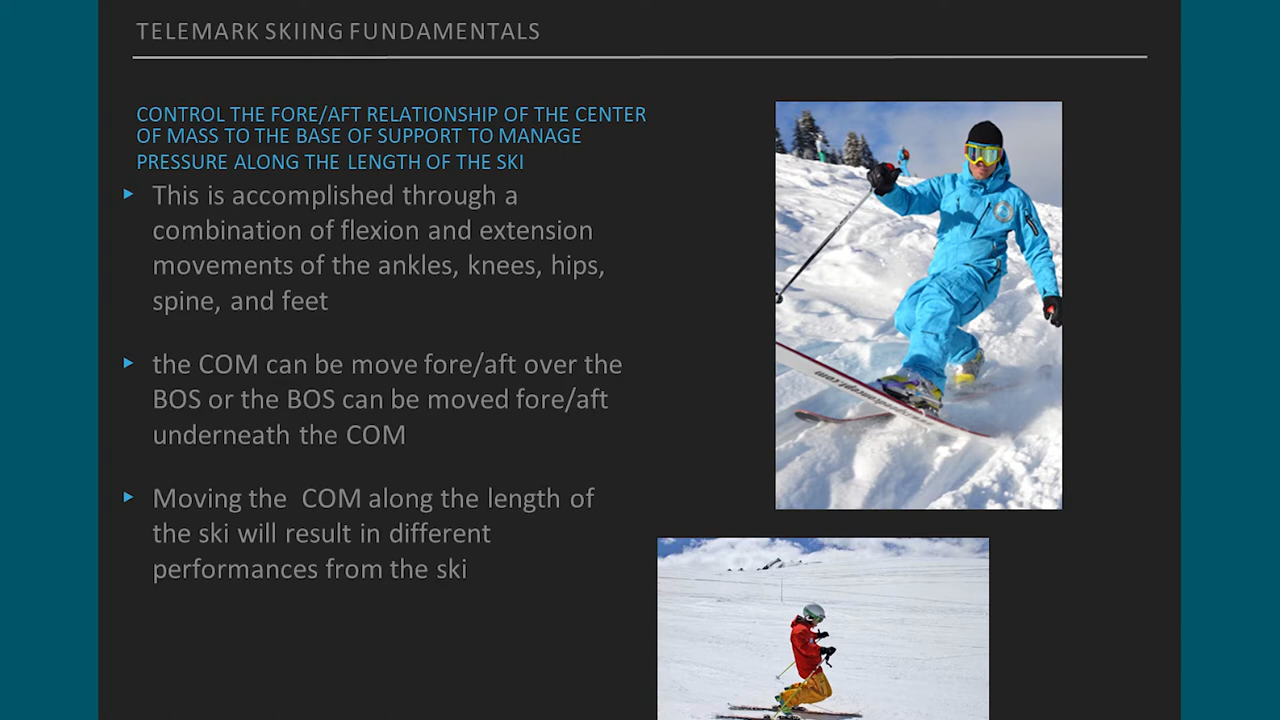 TELEMARK SKIING FUNDAMENTALS
CONTROL THE FORE/AFT RELATIONSHIP OF THE CENTER
OF MASS TO THE BASE OF SUPPORT TO MANAGE
PRESSURE ALONG THE LENGTH OF THE SKI
This is accomplished through a
combination of flexion and extension
movements of the ankles, knees, hips,
spine, and feet
the COM can be move fore/aft over the
BOS or the BOS can be moved fore/aft
underneath the COM
Moving the COM along the length of
the ski will result in different
performances from the ski